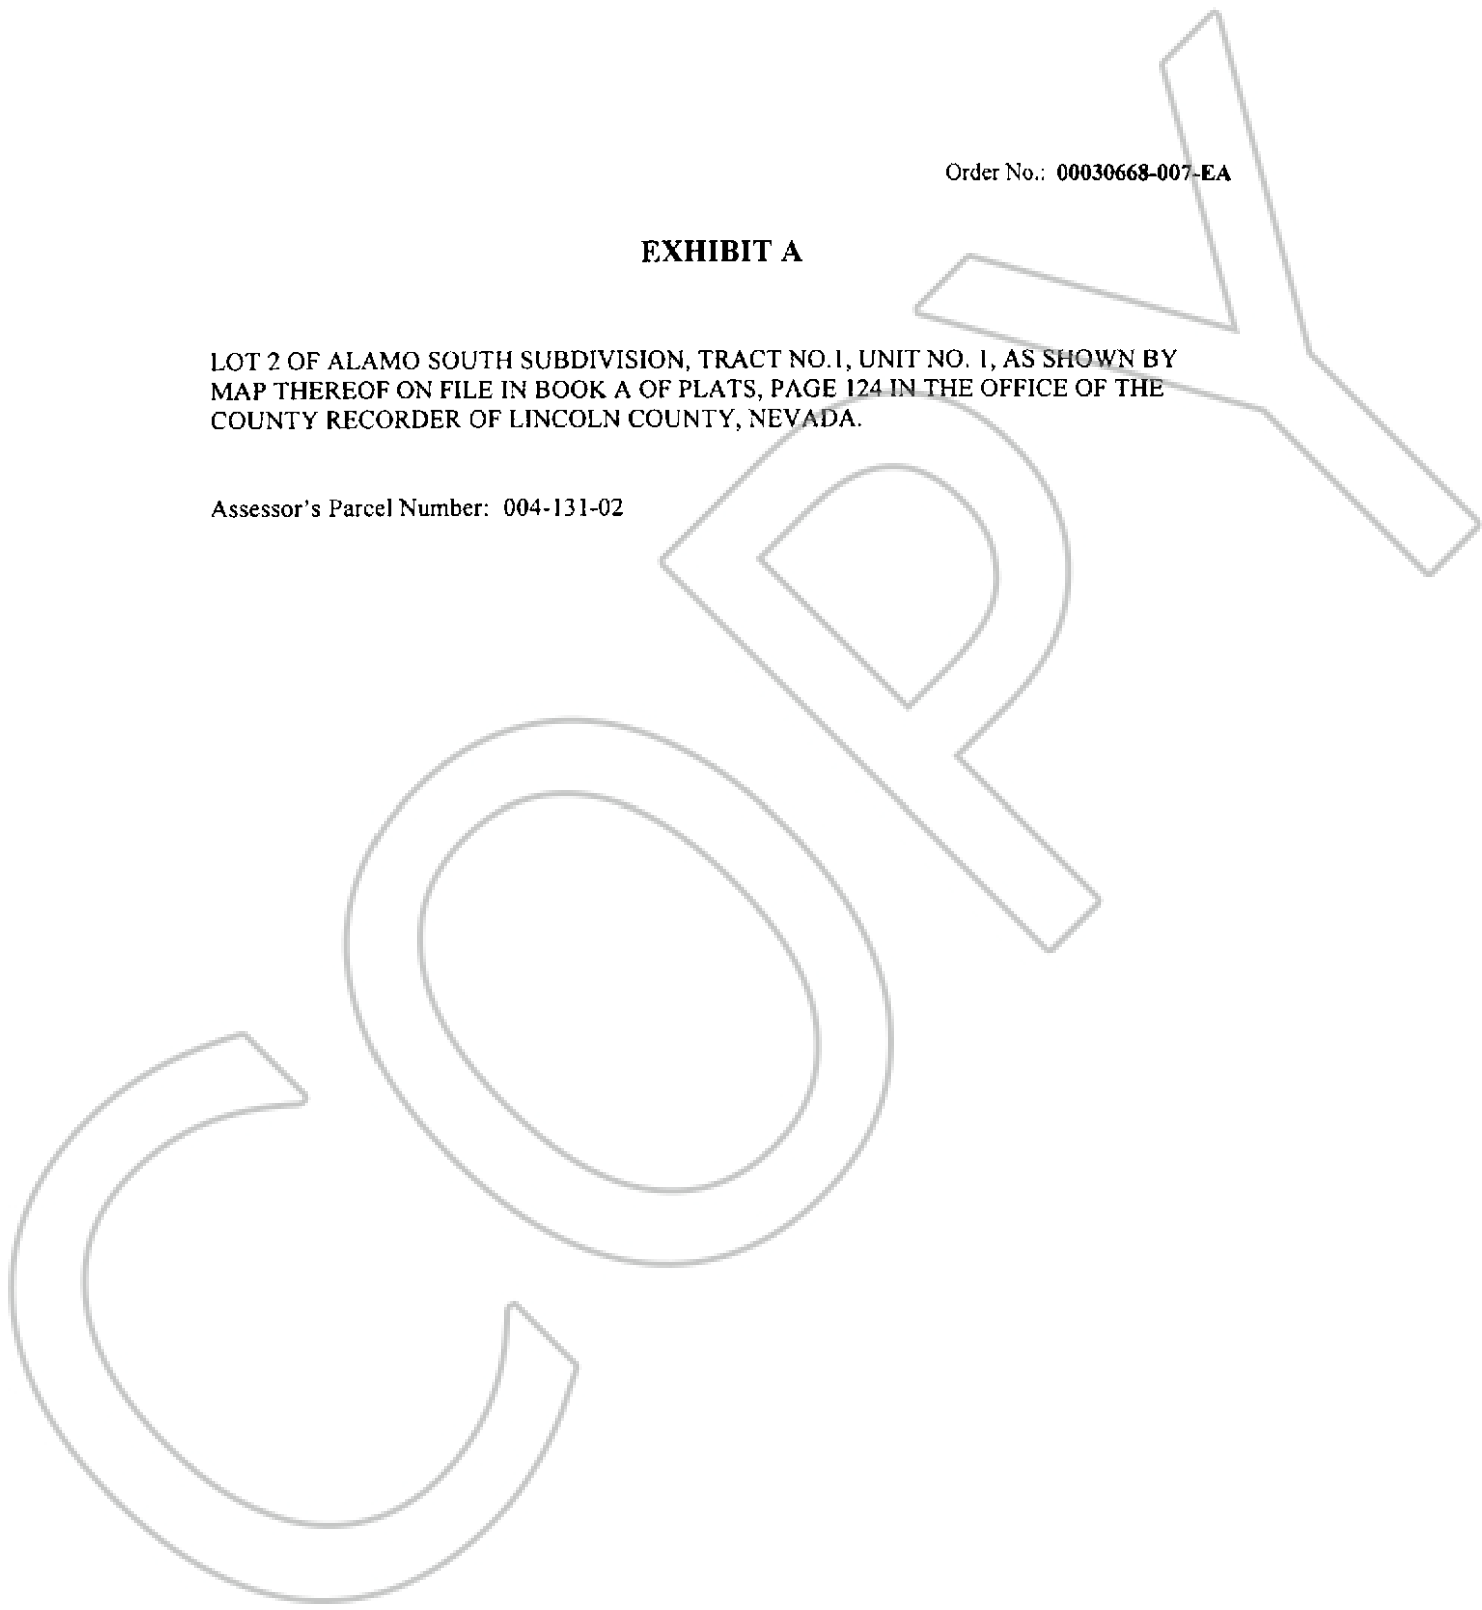 Order No.: 00030668-007-EA
EXHIBIT A
LOT 2 OF ALAMO SOUTH SUBDIVISION, TRACT NO.1, UNIT NO. 1, AS SHOWN BY
MAP THEREOF ON FILE IN BOOK A OF PLATS, PAGE 124 IN THE OFFICE OF THE
COUNTY RECORDER OF LINCOLN COUNTY, NEVADA.
Assessor's Parcel Number: 004-131-02
COPY